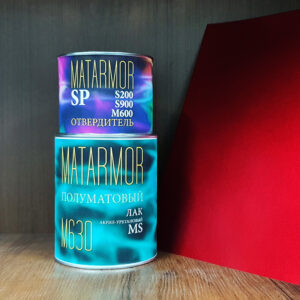 MATARMOR
SP
S200
S900
M600
ОТВЕРДИТЕЛЬ
MATARMOR
ПОЛУМАТОВЫЙ
ЛАК
АКРИЛ-УРЕТАНОВЫЙ
MS
M630